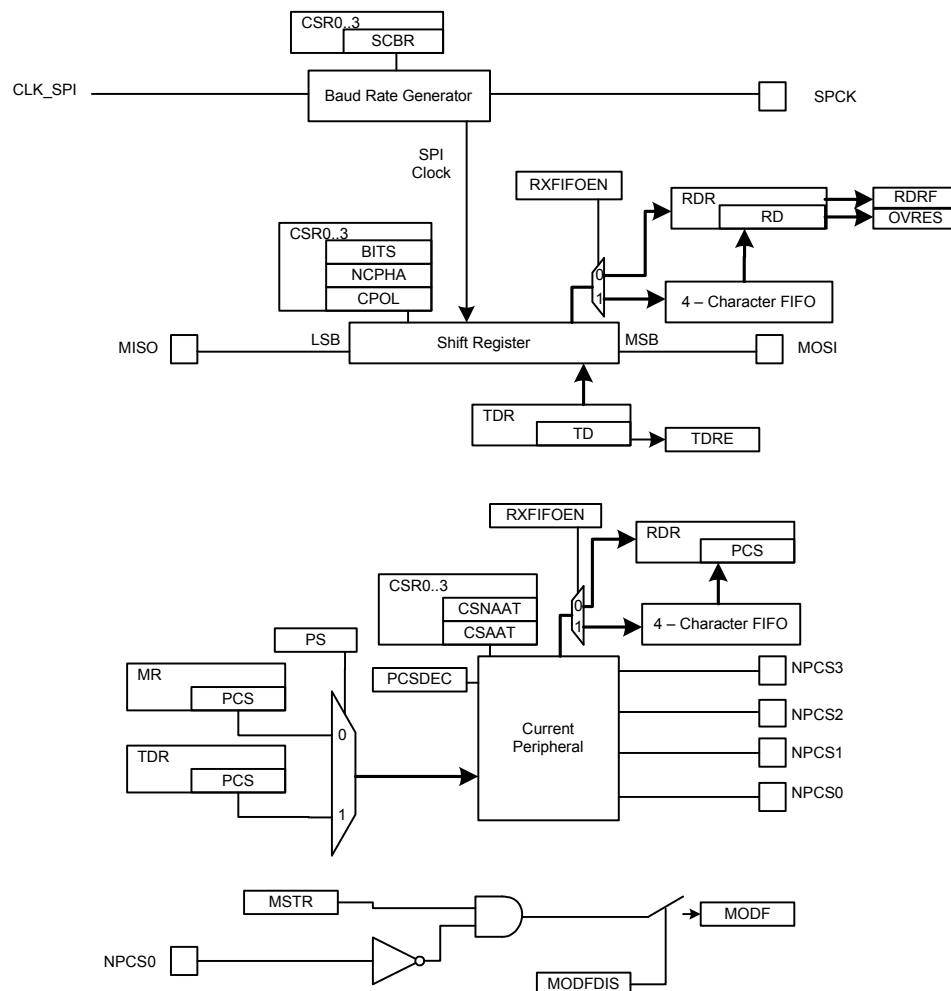 CSR0..3
SCBR
CLK_SPI
Baud Rate Generator
SPCK
SPI
Clock
RXFIFOEN
RDR
RD
RDRF
OVRES
CSR0..3
BITS
NCPHA
CPOL
0
1
4 – Character FIFO
MISO
LSB
Shift Register
MSB
MOSI
TDR
TD
TDRE
RXFIFOEN
RDR
PCS
CSR0..3
CSNAAT
CSAAT
0
1
4 – Character FIFO
PS
PCSDEC
MR
PCS
0
TDR
PCS
1
Current
Peripheral
NPCS3
NPCS2
NPCS1
NPCS0
MSTR
MODF
NPCS0
MODFDIS